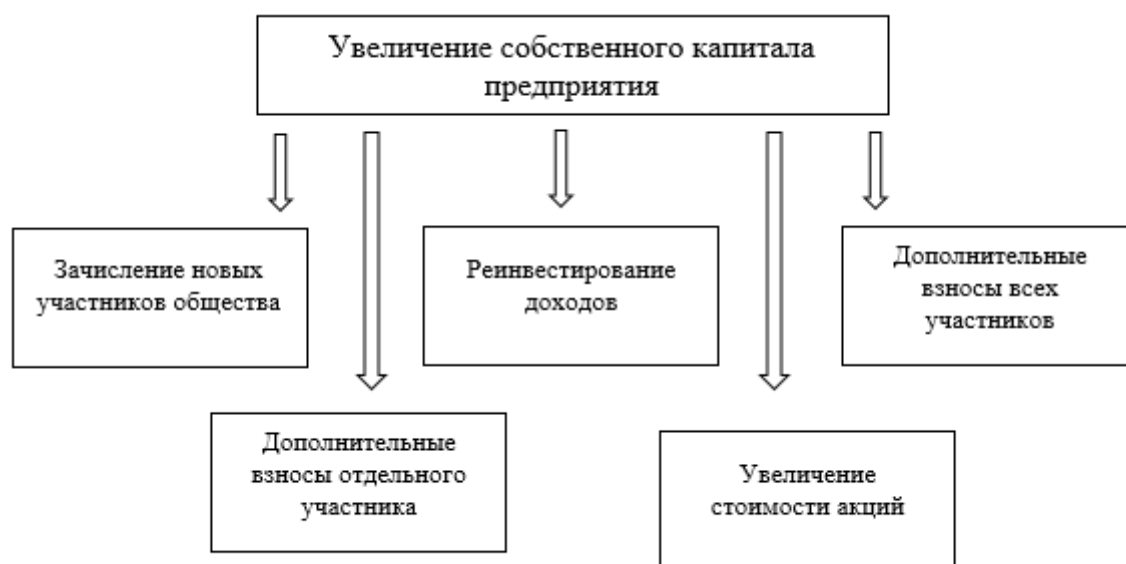 Увеличение собственного капитала
предприятия
Зачисление новых
участников общества
Реинвестирование
доходов
Дополнительные
взносы всех
участников
Дополнительные
взносы отдельного
участника
Увеличение
стоимости акций